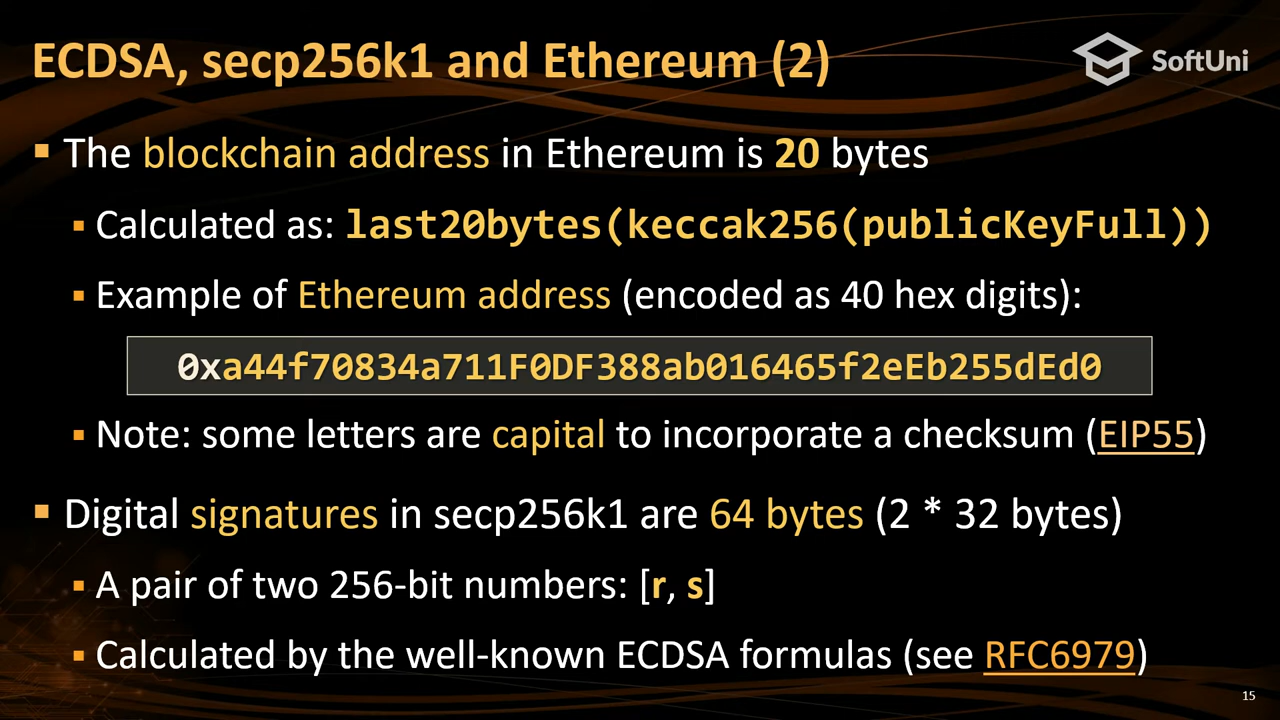 ECDSA, secp256k1 and Ethereum (2)
SoftUni
▪ The blockchain address in Ethereum is 20 bytes
▪ Calculated as: last20bytes(keccak256(publicKeyFull))
▪ Example of Ethereum address (encoded as 40 hex digits):
0xa44f70834a711F0DF388ab016465f2eEb255dEd0
▪ Note: some letters are capital to incorporate a checksum (EIP55)
▪ Digital signatures in secp256k1 are 64 bytes (2 * 32 bytes)
▪ A pair of two 256-bit numbers: [r, s]
▪ Calculated by the well-known ECDSA formulas (see RFC6979)
15